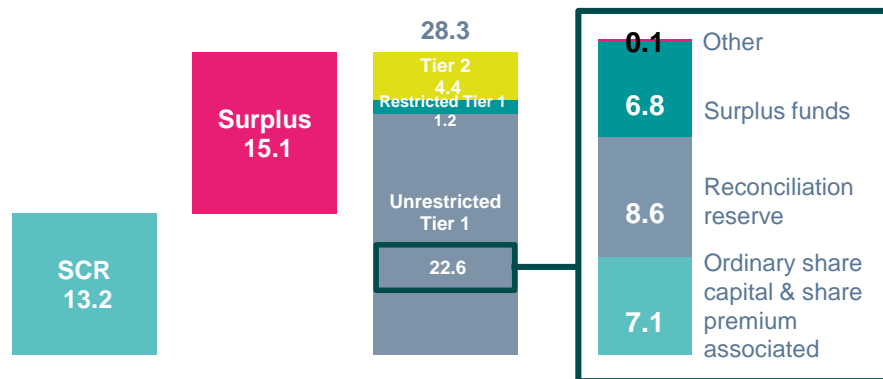 SCR
13.2
Surplus
15.1
28.3
Tier 2
4.4
Restricted Tier 1
1.2
Unrestricted
Tier 1
22.6
0.1
Other
6.8
Surplus funds
8.6
Reconciliation
reserve
7.1
Ordinary share
capital & share
premium
associated